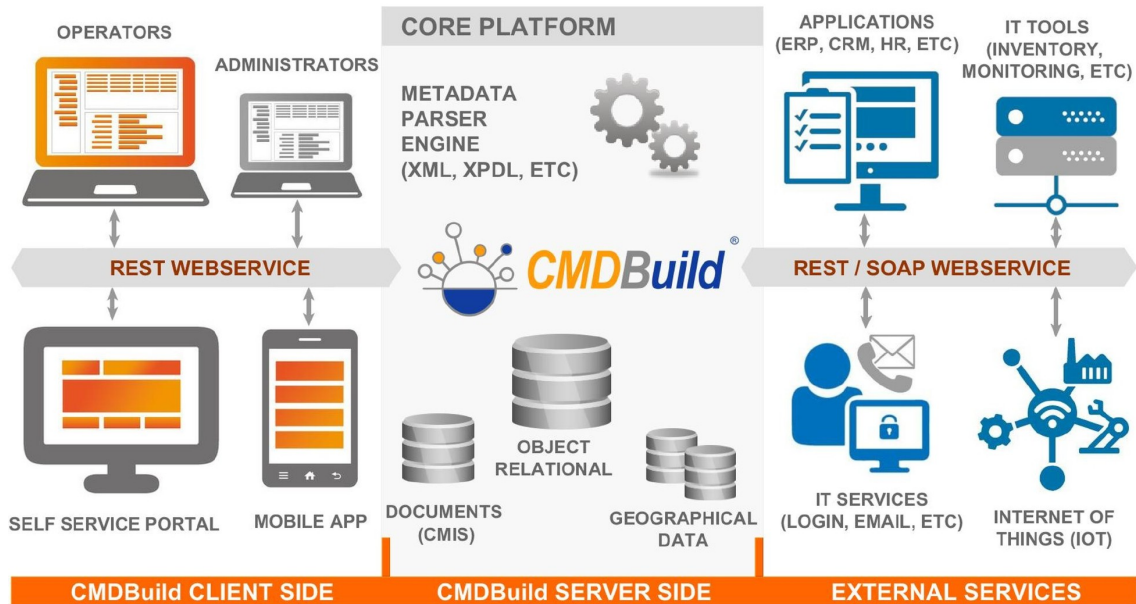 OPERATORS
ADMINISTRATORS
REST WEBSERVICE
SELF SERVICE PORTAL
MOBILE APP
CMDBuild CLIENT SIDE
CORE PLATFORM
METADATA
PARSER
ENGINE
(XML, XPDL, ETC)
CMDBuild®
OBJECT
RELATIONAL
DOCUMENTS
(CMIS)
GEOGRAPHICAL
DATA
CMDBuild SERVER SIDE
APPLICATIONS
(ERP, CRM, HR, ETC)
IT TOOLS
(INVENTORY,
MONITORING, ETC)
REST / SOAP WEBSERVICE
IT SERVICES
(LOGIN, EMAIL, ETC)
INTERNET OF
THINGS (IOT)
EXTERNAL SERVICES